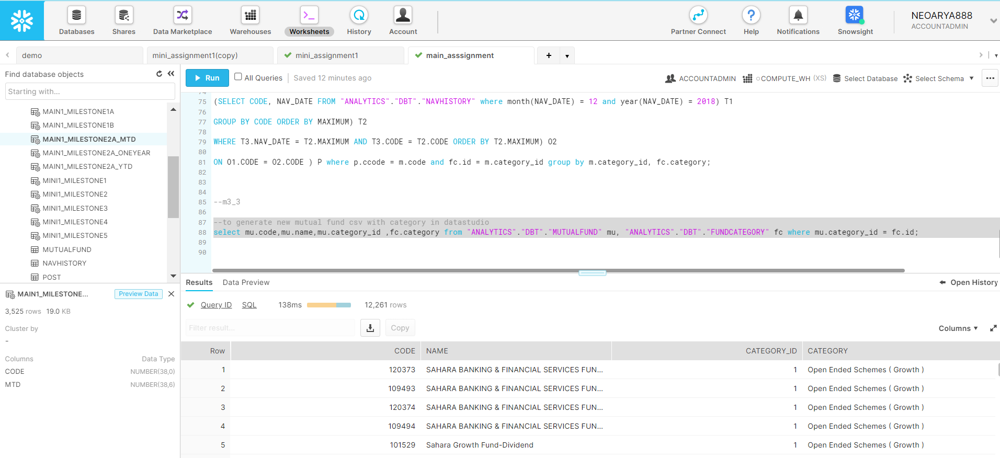 Databases
Shares
Data Marketplace
Warehouses
Worksheets
History
Account
Partner Connect
Help
Notifications
Snowsight
NEOARYA888
ACCOUNTADMIN
demo
mini_assignment1(copy)
mini_assignment1
main_asssignment
Find database objects
Starting with...
MAIN1_MILESTONE1A
MAIN1_MILESTONE1B
MAIN1_MILESTONE2A_MTD
MAIN1_MILESTONE2A_ONEYEAR
MAIN1_MILESTONE2A_YTD
MINI1_MILESTONE1
MINI1_MILESTONE2
MINI1_MILESTONE3
MINI1_MILESTONE4
MINI1_MILESTONE5
MUTUALFUND
NAVHISTORY
POST
MAIN1_MILESTONE... Preview Data
3,525 rows 19.0 KB
Cluster by
-
Columns Data Type
CODE NUMBER(38,0)
MTD NUMBER(38,6)
Run All Queries Saved 12 minutes ago ACCOUNTADMIN COMPUTE_WH (XS) Select Database Select Schema
74
75 (SELECT CODE, NAV_DATE FROM "ANALYTICS"."DBT"."NAVHISTORY" where month(NAV_DATE) = 12 and year(NAV_DATE) = 2018) T1
76
77 GROUP BY CODE ORDER BY MAXIMUM) T2
78
79 WHERE T3.NAV_DATE = T2.MAXIMUM AND T3.CODE = T2.CODE ORDER BY T2.MAXIMUM) O2
80
81 ON O1.CODE = O2.CODE ) P where p.ccode = m.code and fc.id = m.category_id group by m.category_id, fc.category;
82
83
84
85 --m3_3
86
87 --to generate new mutual fund csv with category in datastudio
88 select mu.code,mu.name,mu.category_id ,fc.category from "ANALYTICS"."DBT"."MUTUALFUND" mu, "ANALYTICS"."DBT"."FUNDCATEGORY" fc where mu.category_id = fc.id;
89
90
Results Data Preview Open History
Query ID SQL 138ms 12,261 rows
Filter result... Copy Columns
Row CODE NAME CATEGORY_ID CATEGORY
1 120373 SAHARA BANKING & FINANCIAL SERVICES FUN... 1 Open Ended Schemes ( Growth )
2 109493 SAHARA BANKING & FINANCIAL SERVICES FUN... 1 Open Ended Schemes ( Growth )
3 120374 SAHARA BANKING & FINANCIAL SERVICES FUN... 1 Open Ended Schemes ( Growth )
4 109494 SAHARA BANKING & FINANCIAL SERVICES FUN... 1 Open Ended Schemes ( Growth )
5 101529 Sahara Growth Fund-Dividend 1 Open Ended Schemes ( Growth )